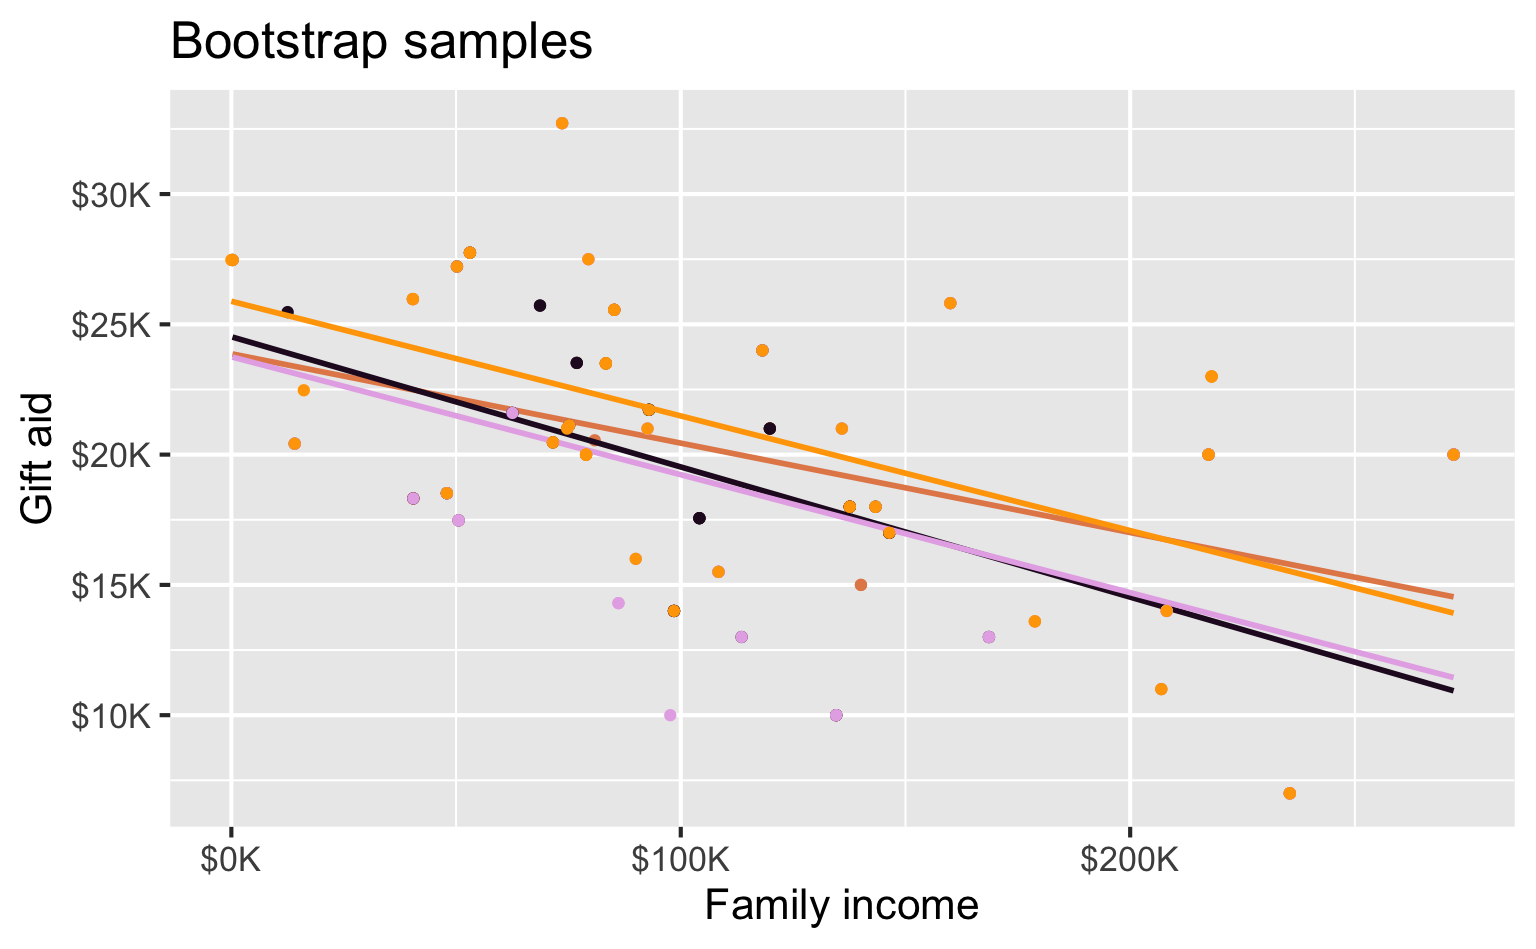 Bootstrap samples
Gift aid
$30K
$25K
$20K
$15K
$10K
$0K $100K $200K
Family income